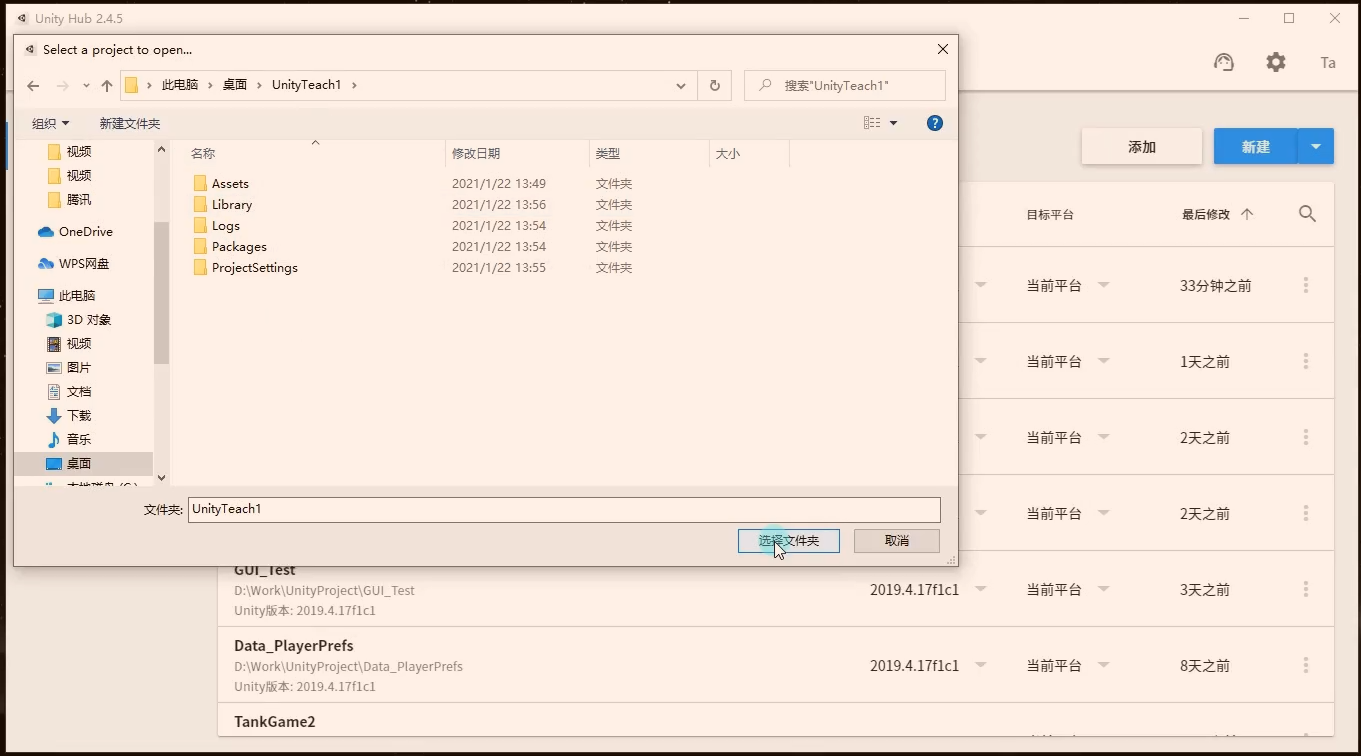 Unity Hub 2.4.5
Select a project to open...
Ta
此电脑 桌面 UnityTeach1
搜索"UnityTeach1"
组织 新建文件夹
添加 新建
名称 修改日期 类型 大小
Assets 2021/1/22 13:49 文件夹
Library 2021/1/22 13:56 文件夹
Logs 2021/1/22 13:54 文件夹
Packages 2021/1/22 13:54 文件夹
ProjectSettings 2021/1/22 13:55 文件夹
视频
视频
腾讯
OneDrive
WPS网盘
此电脑
3D 对象
视频
图片
文档
下载
音乐
桌面
文件夹: UnityTeach1
选择文件夹 取消
目标平台 最后修改
当前平台 33分钟之前
当前平台 1天之前
当前平台 2天之前
当前平台 2天之前
GUI_Test
D:\Work\UnityProject\GUI_Test
Unity版本: 2019.4.17f1c1
2019.4.17f1c1 当前平台 3天之前
Data_PlayerPrefs
D:\Work\UnityProject\Data_PlayerPrefs
Unity版本: 2019.4.17f1c1
2019.4.17f1c1 当前平台 8天之前
TankGame2